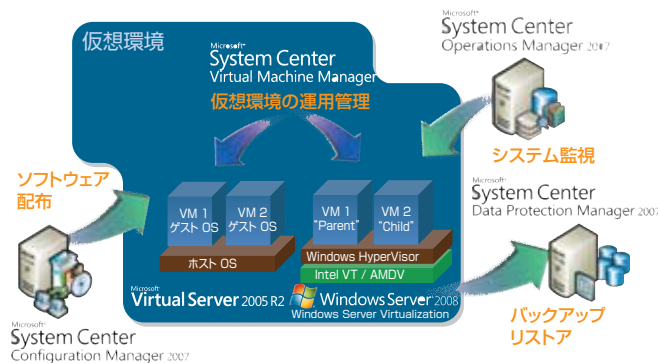 仮想環境
Microsoft
System Center
Virtual Machine Manager
仮想環境の運用管理
Microsoft
System Center
Operations Manager 2007
システム監視
ソフトウェア
配布
VM 1
ゲスト OS
VM 2
ゲスト OS
ホスト OS
VM 1
"Parent"
VM 2
"Child"
Windows HyperVisor
Intel VT / AMDV
Microsoft
Virtual Server 2005 R2
Windows Server 2008
Windows Server Virtualization
Microsoft
System Center
Data Protection Manager 2007
バックアップ
リストア
Microsoft
System Center
Configuration Manager 2007